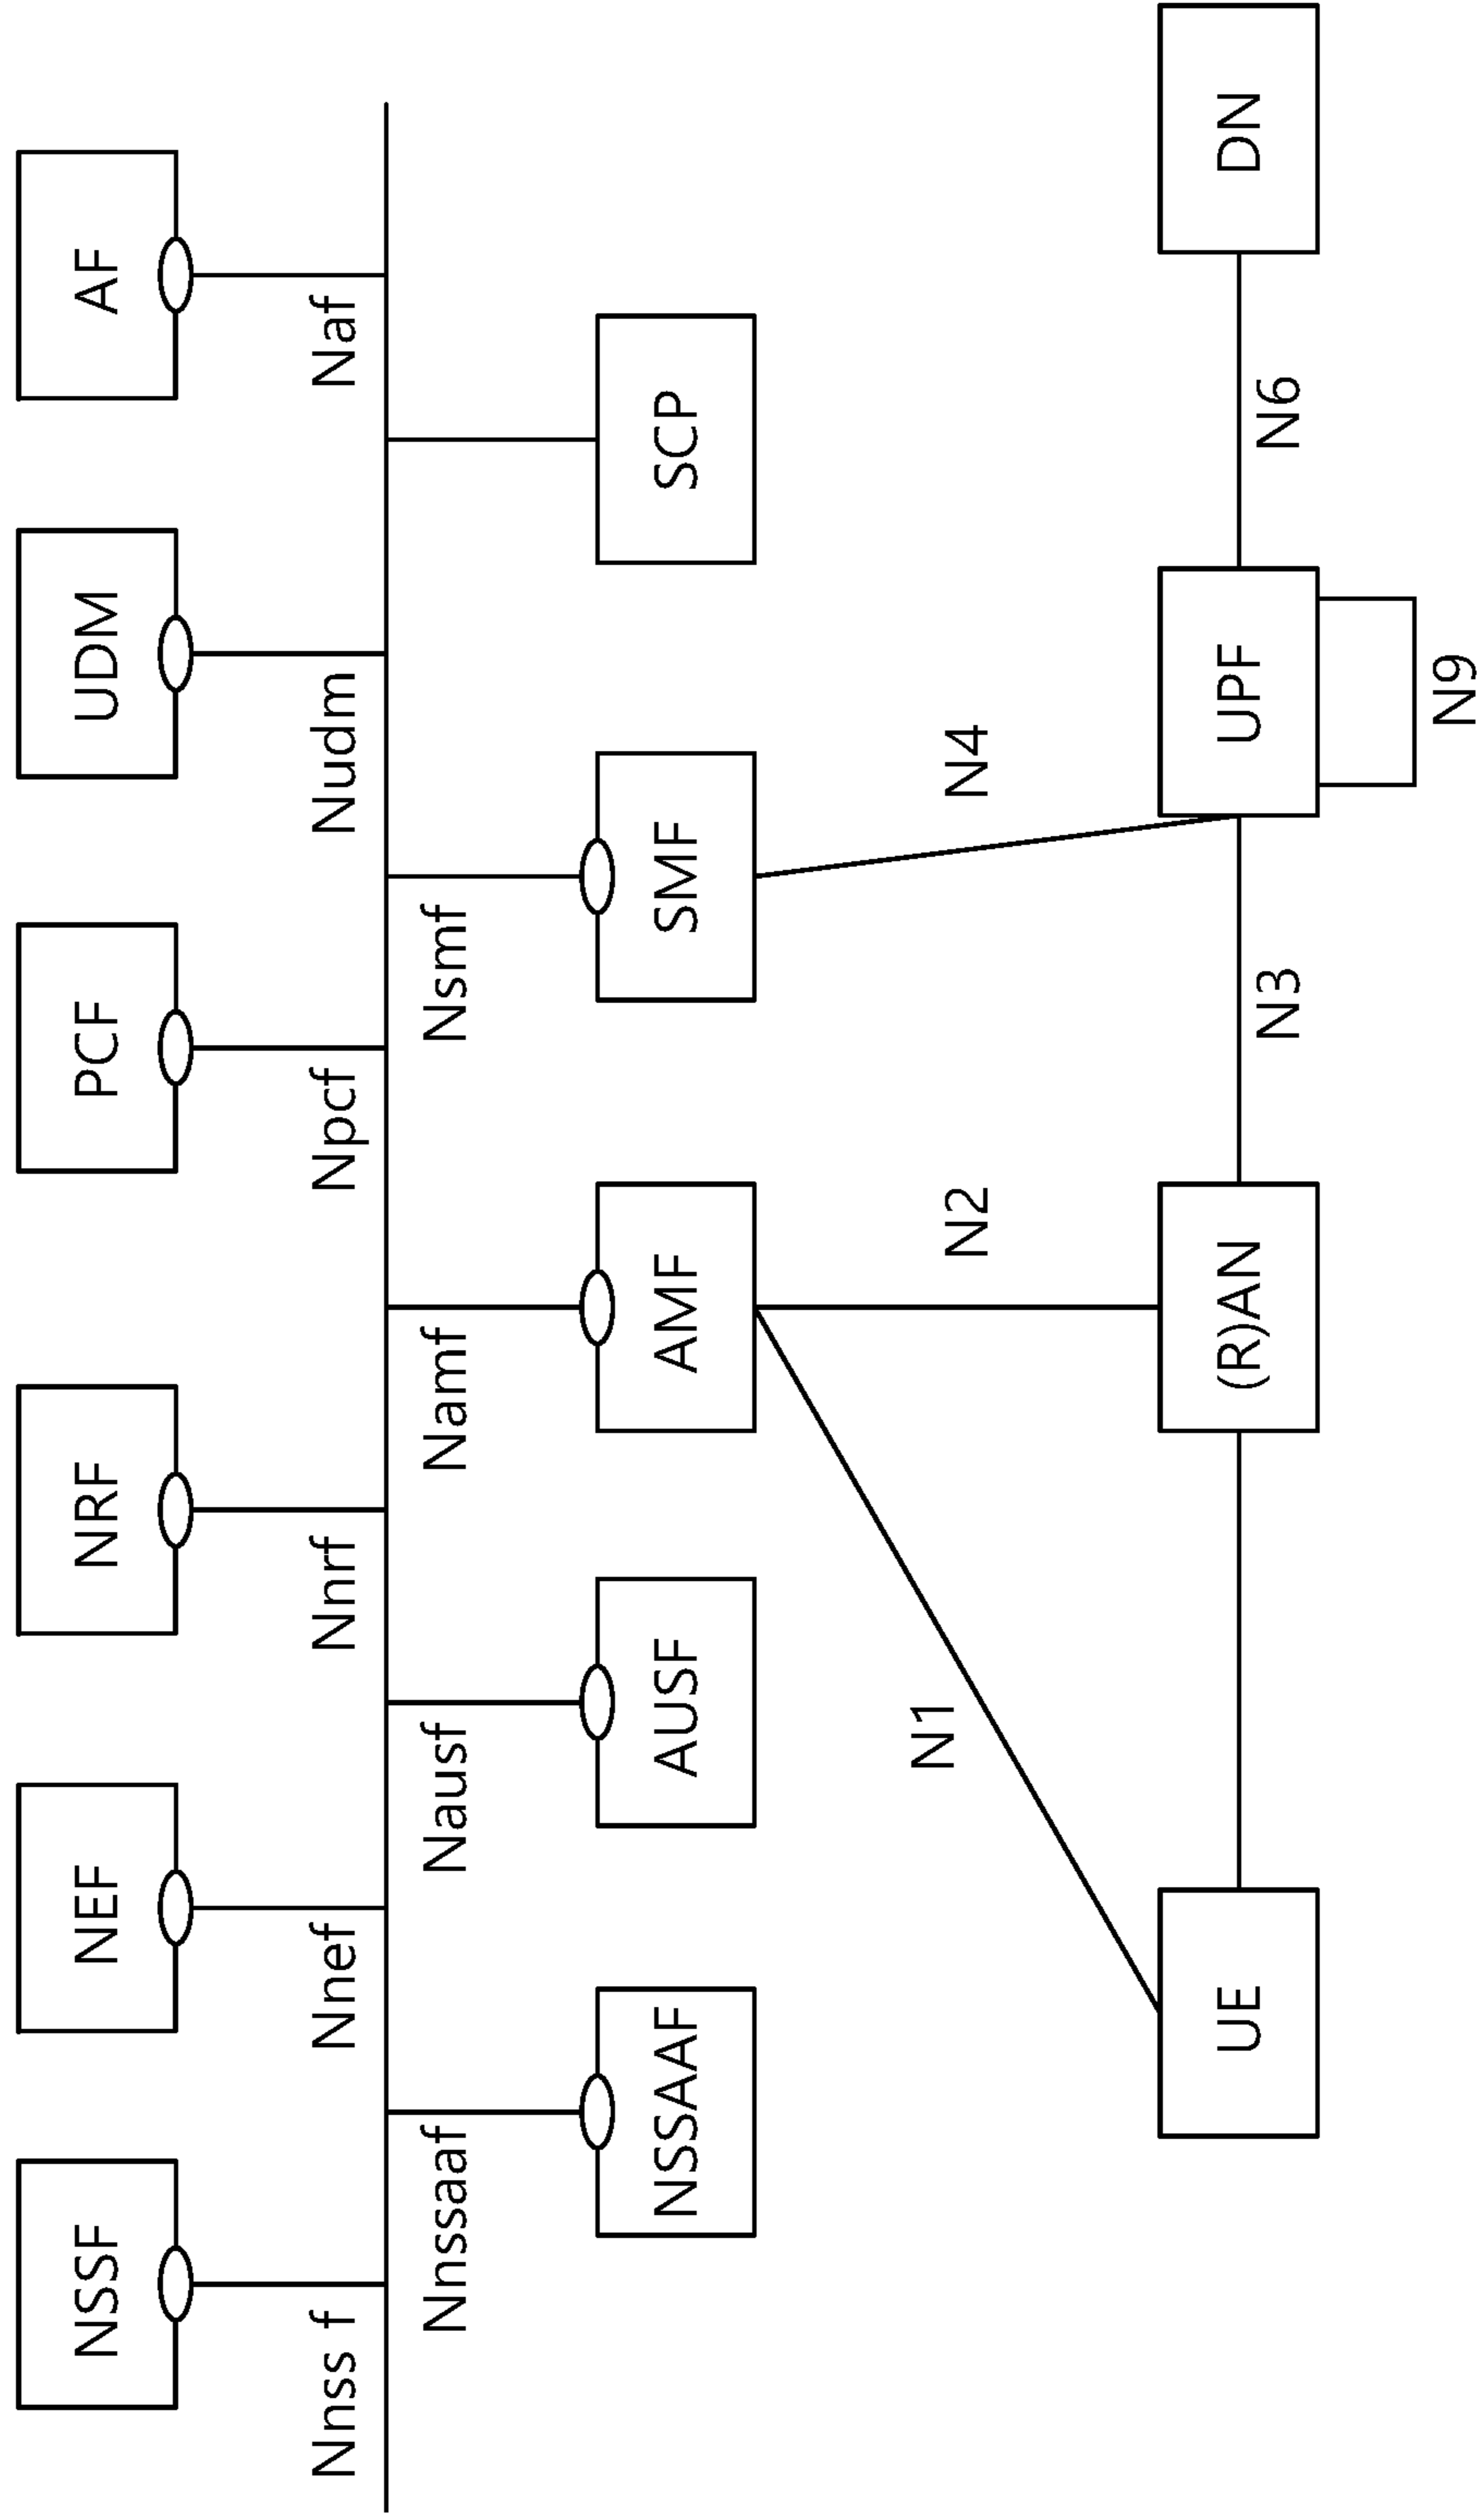 NSSF
NEF
NRF
PCF
UDM
AF
Nnss f
Nnef
Nnrf
Npcf
Nudm
Naf
Nnssaaf
Nausf
Namf
Nsmf
NSSAAF
AUSF
AMF
SMF
SCP
N1
N2
N4
UE
(R)AN
UPF
DN
N3
N6
N9